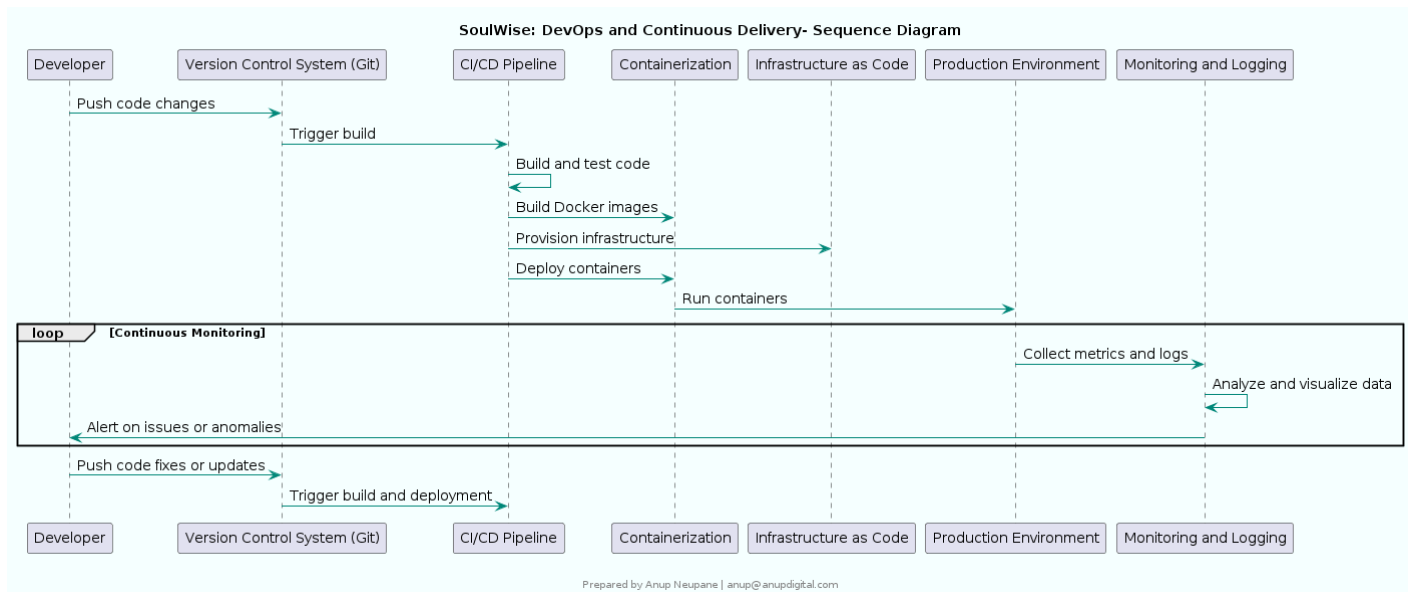 SoulWise: DevOps and Continuous Delivery- Sequence Diagram
Developer Version Control System (Git) CI/CD Pipeline Containerization Infrastructure as Code Production Environment Monitoring and Logging
Push code changes
Trigger build
Build and test code
Build Docker images
Provision infrastructure
Deploy containers
Run containers
loop [Continuous Monitoring]
Collect metrics and logs
Analyze and visualize data
Alert on issues or anomalies
Push code fixes or updates
Trigger build and deployment
Developer Version Control System (Git) CI/CD Pipeline Containerization Infrastructure as Code Production Environment Monitoring and Logging
Prepared by Anup Neupane | anup@anupdigital.com